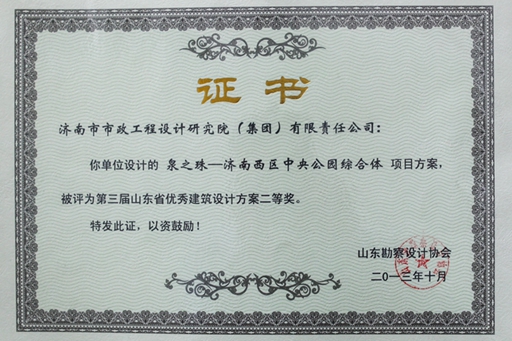 证书
济南市市政工程设计研究院（集团）有限责任公司：
你单位设计的 泉之珠—济南西区中央公园综合体 项目方案，
被评为第三届山东省优秀建筑设计方案二等奖。
特发此证，以资鼓励！
山东勘察设计协会
二〇一三年十月